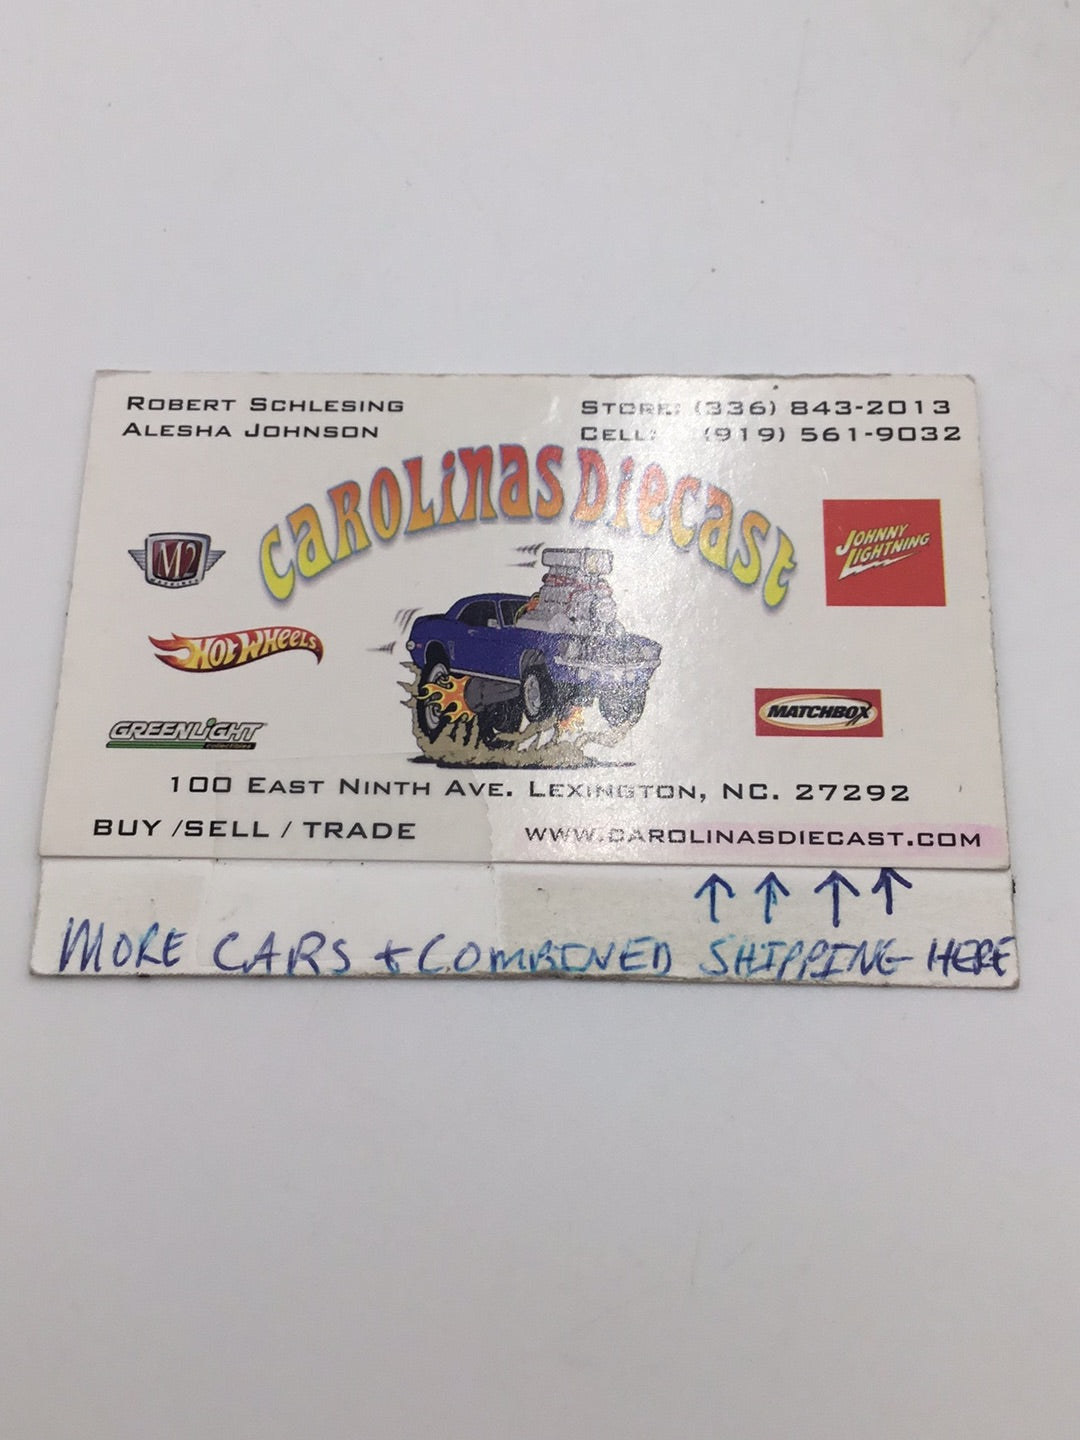 ROBERT SCHLESING
ALESHA JOHNSON
STORE: (336) 843-2013
CELL: (919) 561-9032
CAROLINAS DIECAST
M2
MACHINES
JOHNNY
LIGHTNING
HOT WHEELS
GREENLIGHT
collectibles
MATCHBOX
100 EAST NINTH AVE. LEXINGTON, NC. 27292
BUY /SELL / TRADE
WWW.CAROLINASDIECAST.COM
MORE CARS + COMBINED SHIPPING HERE